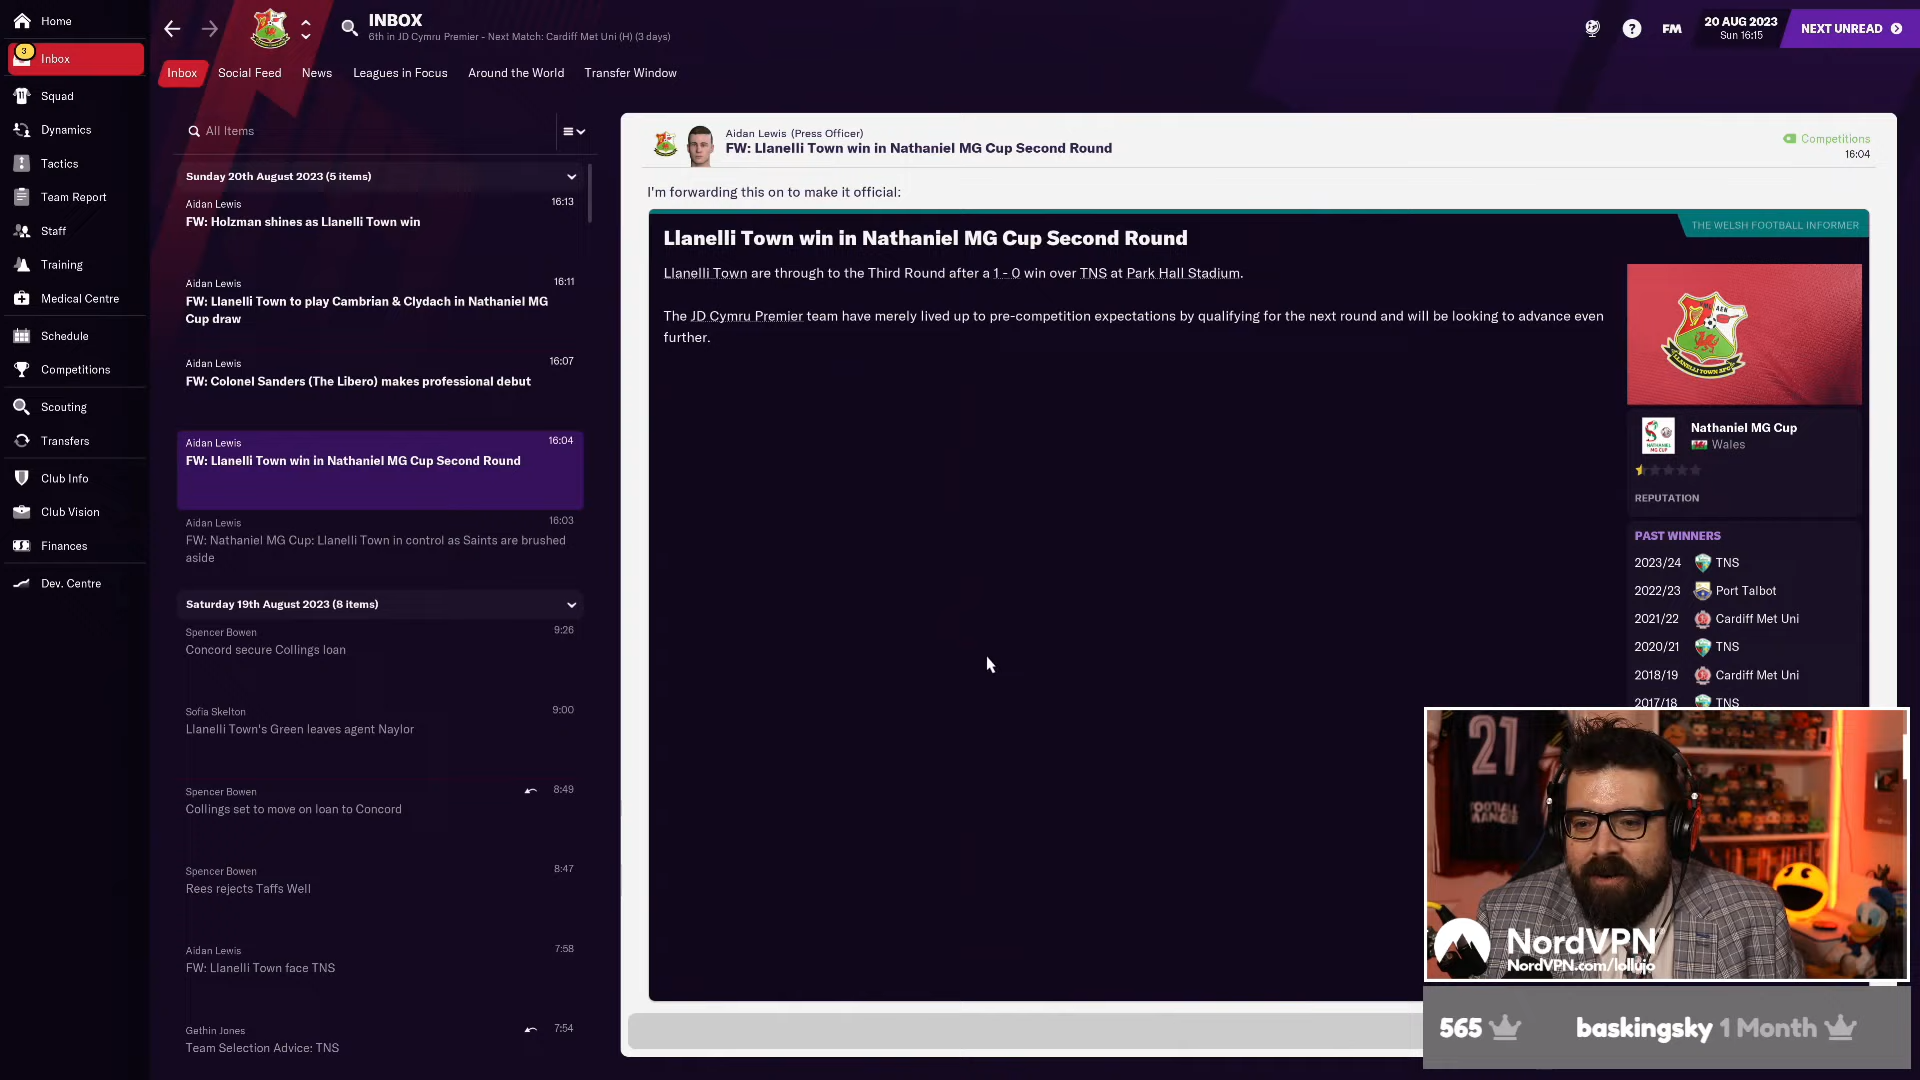 Home
3
Inbox
Squad
Dynamics
Tactics
Team Report
Staff
Training
Medical Centre
Schedule
Competitions
Scouting
Transfers
Club Info
Club Vision
Finances
Dev. Centre
INBOX
6th in JD Cymru Premier - Next Match: Cardiff Met Uni (H) (3 days)
?
FM
20 AUG 2023
Sun 16:15
NEXT UNREAD
Inbox Social Feed News Leagues in Focus Around the World Transfer Window
All Items
Sunday 20th August 2023 (5 items)
Aidan Lewis 16:13
FW: Holzman shines as Llanelli Town win
Aidan Lewis 16:11
FW: Llanelli Town to play Cambrian & Clydach in Nathaniel MG
Cup draw
Aidan Lewis 16:07
FW: Colonel Sanders (The Libero) makes professional debut
Aidan Lewis 16:04
FW: Llanelli Town win in Nathaniel MG Cup Second Round
Aidan Lewis 16:03
FW: Nathaniel MG Cup: Llanelli Town in control as Saints are brushed
aside
Saturday 19th August 2023 (8 items)
Spencer Bowen 9:26
Concord secure Collings loan
Sofia Skelton 9:00
Llanelli Town's Green leaves agent Naylor
Spencer Bowen 8:49
Collings set to move on loan to Concord
Spencer Bowen 8:47
Rees rejects Taffs Well
Aidan Lewis 7:58
FW: Llanelli Town face TNS
Gethin Jones 7:54
Team Selection Advice: TNS
Aidan Lewis (Press Officer)
FW: Llanelli Town win in Nathaniel MG Cup Second Round
Competitions
16:04
I'm forwarding this on to make it official:
THE WELSH FOOTBALL INFORMER
Llanelli Town win in Nathaniel MG Cup Second Round
Llanelli Town are through to the Third Round after a 1 - 0 win over TNS at Park Hall Stadium.
The JD Cymru Premier team have merely lived up to pre-competition expectations by qualifying for the next round and will be looking to advance even
further.
LLANELLI TOWN AFC
Nathaniel MG Cup
Wales
REPUTATION
PAST WINNERS
2023/24 TNS
2022/23 Port Talbot
2021/22 Cardiff Met Uni
2020/21 TNS
2018/19 Cardiff Met Uni
2017/18 TNS
21
NordVPN
NordVPN.com/lollujo
565
baskingsky 1 Month